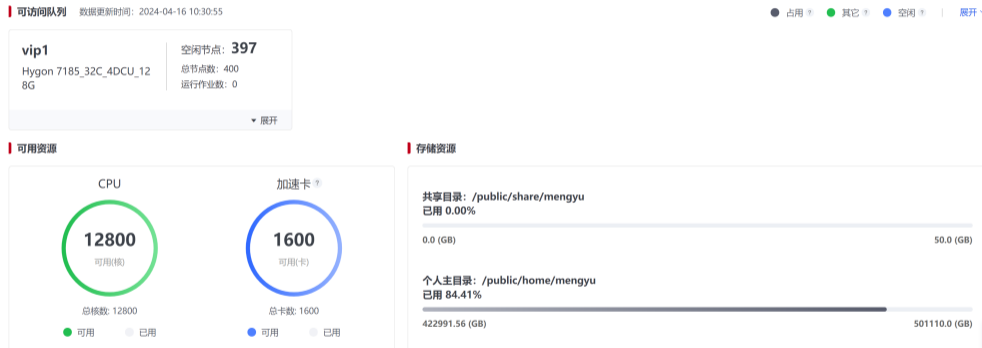 可访问队列 数据更新时间：2024-04-16 10:30:55
占用 ? 其它 ? 空闲 ? 展开
vip1
Hygon 7185_32C_4DCU_12
8G
空闲节点：397
总节点数：400
运行作业数：0
展开
可用资源
CPU
12800
可用(核)
总核数: 12800
可用 已用
加速卡 ?
1600
可用(卡)
总卡数: 1600
可用 已用
存储资源
共享目录：/public/share/mengyu
已用 0.00%
0.0 (GB) 50.0 (GB)
个人主目录：/public/home/mengyu
已用 84.41%
422991.56 (GB) 501110.0 (GB)